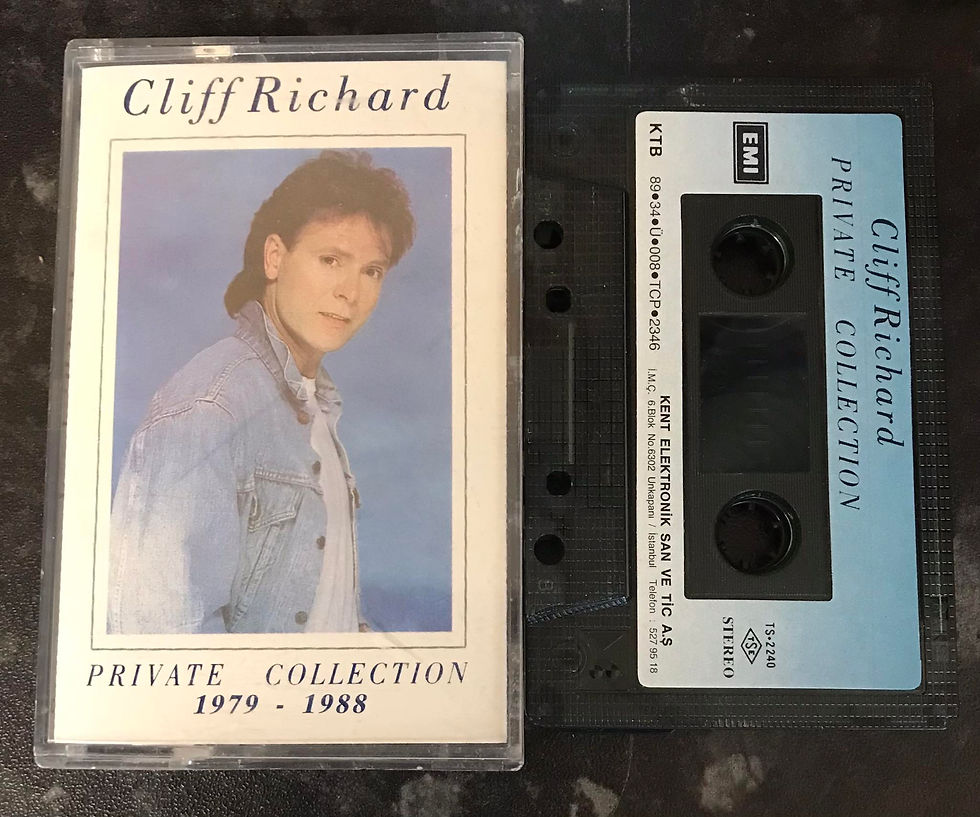 Cliff Richard
PRIVATE COLLECTION
1979 - 1988
Cliff Richard
PRIVATE COLLECTION
EMI
KTB 89•34•Ü•008•TCP•2346
KENT ELEKTRONİK SAN VE TİC A.Ş
İ.M.Ç. 6.Blok No.6302 Unkapanı / İstanbul Telefon : 527 95 18
TS•2240
TSE
STEREO